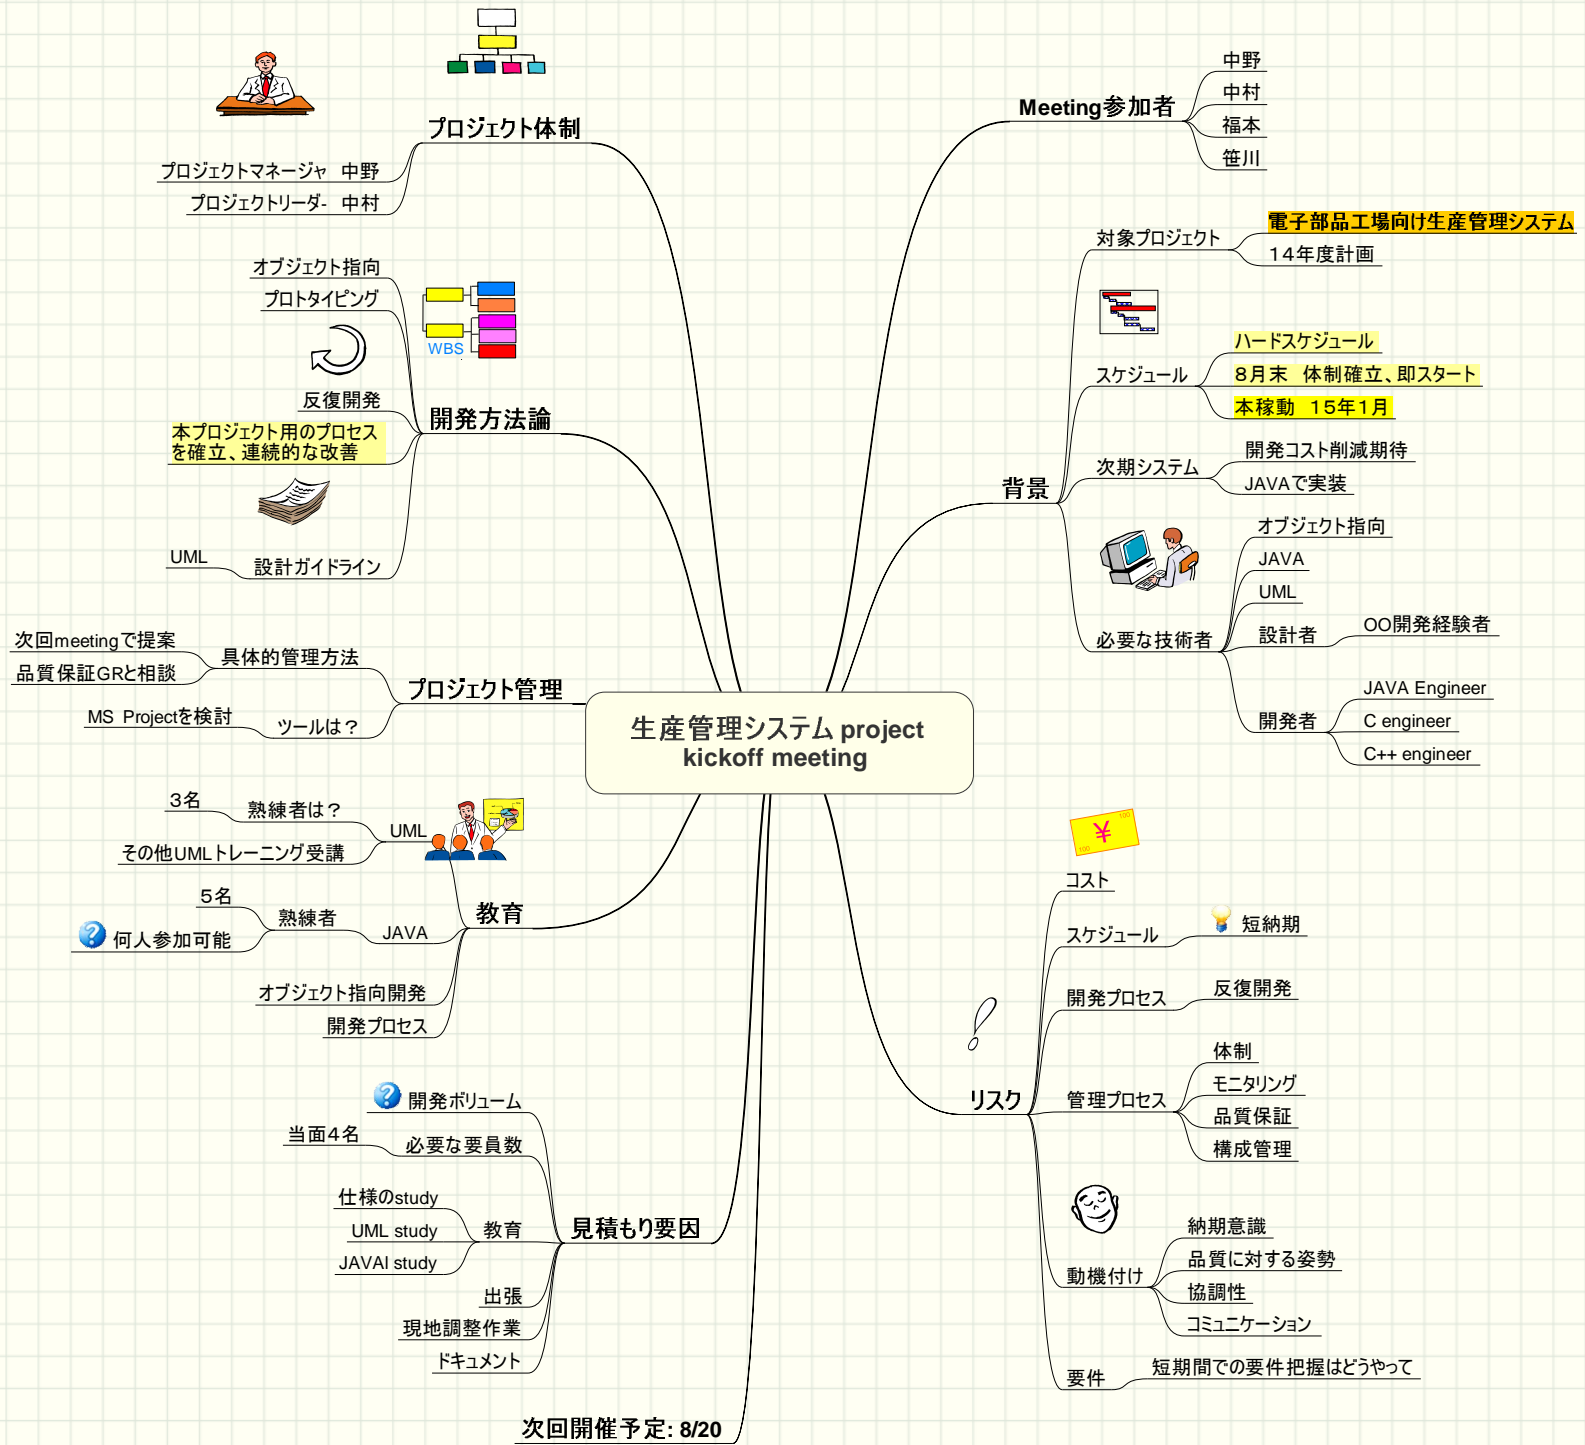 生産管理システム project
kickoff meeting
Meeting参加者
中野
中村
福本
笹川
背景
対象プロジェクト
電子部品工場向け生産管理システム
14年度計画
スケジュール
ハードスケジュール
8月末 体制確立、即スタート
本稼動 15年1月
次期システム
開発コスト削減期待
JAVAで実装
必要な技術者
オブジェクト指向
JAVA
UML
設計者
OO開発経験者
開発者
JAVA Engineer
C engineer
C++ engineer
リスク
¥
100
100
コスト
スケジュール
短納期
開発プロセス
反復開発
管理プロセス
体制
モニタリング
品質保証
構成管理
動機付け
納期意識
品質に対する姿勢
協調性
コミュニケーション
要件
短期間での要件把握はどうやって
プロジェクト体制
プロジェクトマネージャ 中野
プロジェクトリーダ- 中村
開発方法論
WBS
オブジェクト指向
プロトタイピング
反復開発
本プロジェクト用のプロセス
を確立、連続的な改善
設計ガイドライン
UML
プロジェクト管理
具体的管理方法
次回meetingで提案
品質保証GRと相談
ツールは？
MS Projectを検討
教育
UML
熟練者は？
3名
その他UMLトレーニング受講
JAVA
熟練者
5名
? 何人参加可能
オブジェクト指向開発
開発プロセス
見積もり要因
? 開発ボリューム
必要な要員数
当面4名
教育
仕様のstudy
UML study
JAVAI study
出張
現地調整作業
ドキュメント
次回開催予定: 8/20